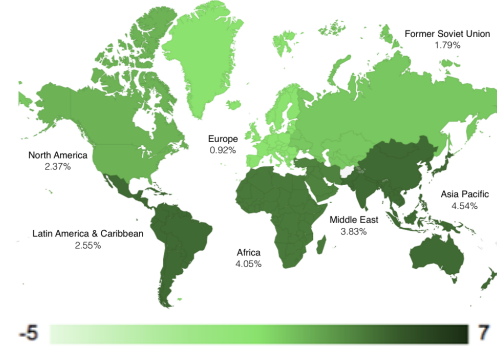 Former Soviet Union
1.79%
Europe
0.92%
North America
2.37%
Asia Pacific
4.54%
Middle East
3.83%
Latin America & Caribbean
2.55%
Africa
4.05%
-5
7